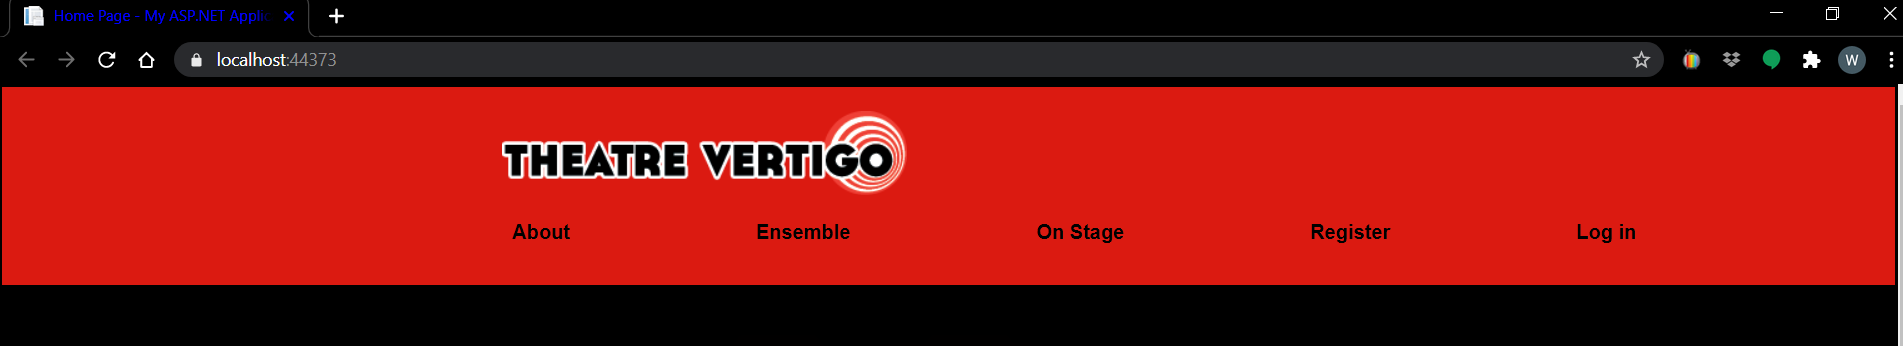 Home Page - My ASP.NET Applic
localhost:44373
W
THEATRE VERTIGO
About Ensemble On Stage Register Log in